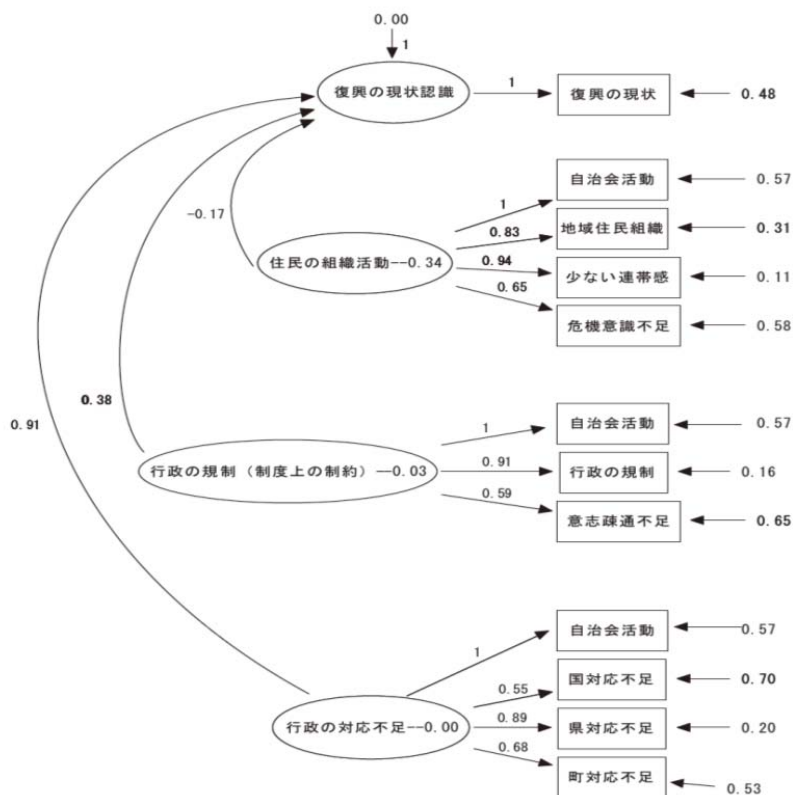 0.00
1
復興の現状認識
1
復興の現状
0.48
自治会活動
0.57
1
-0.17
地域住民組織
0.31
0.83
住民の組織活動--0.34
0.94
少ない連帯感
0.11
0.65
危機意識不足
0.58
0.38
0.91
自治会活動
0.57
1
行政の規制（制度上の制約）--0.03
0.91
行政の規制
0.16
0.59
意志疎通不足
0.65
自治会活動
0.57
1
国対応不足
0.70
0.55
行政の対応不足--0.00
0.89
県対応不足
0.20
0.68
町対応不足
0.53